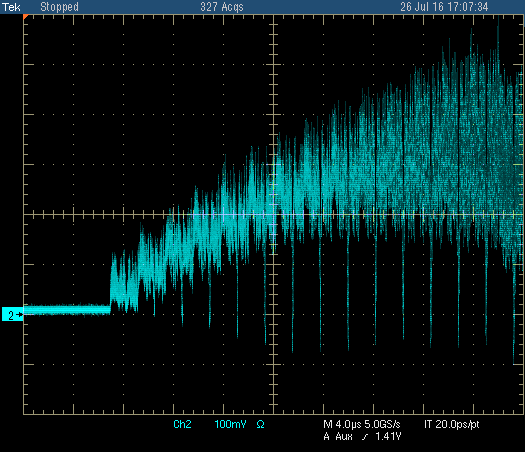 Tek Stopped 327 Acqs 26 Jul 16 17:07:34
2
Ch2 100mV Ω M 4.0µs 5.0GS/s IT 20.0ps/pt
A Aux ∕ 1.41V